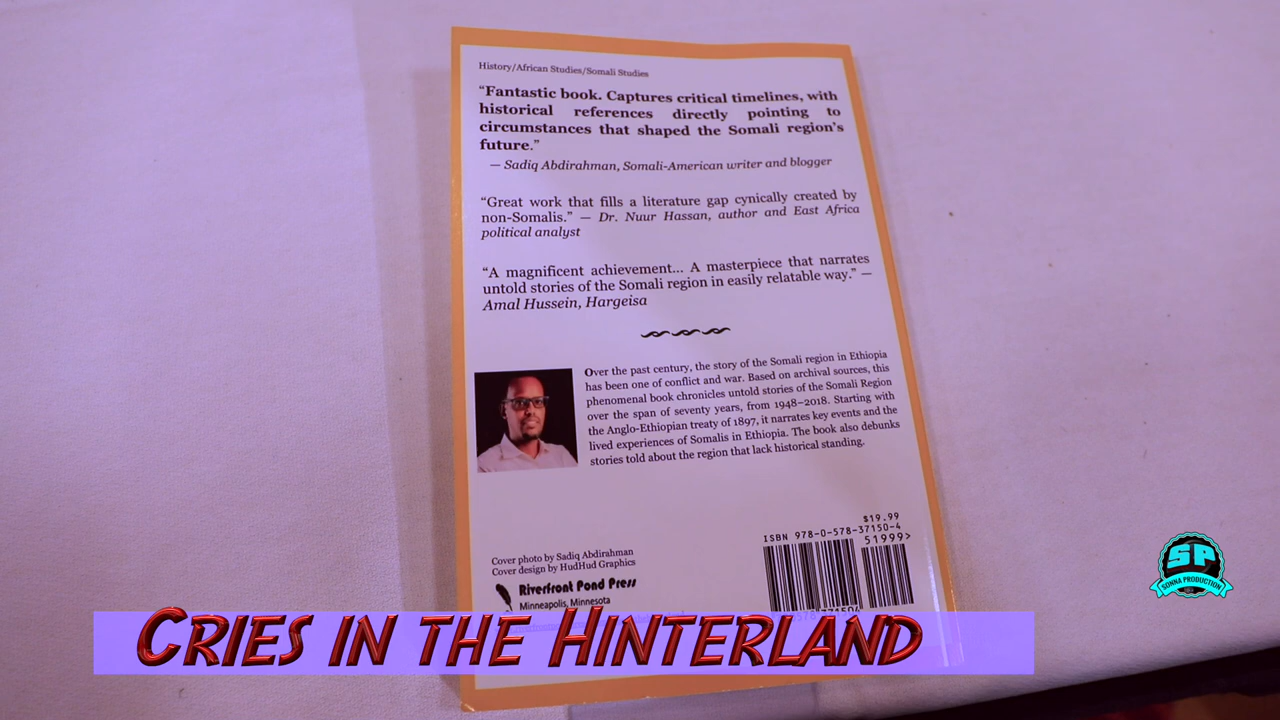 History/African Studies/Somali Studies
“Fantastic book. Captures critical timelines, with
historical references directly pointing to
circumstances that shaped the Somali region’s
future.”
— Sadiq Abdirahman, Somali-American writer and blogger
“Great work that fills a literature gap cynically created by
non-Somalis.” — Dr. Nuur Hassan, author and East Africa
political analyst
“A magnificent achievement... A masterpiece that narrates
untold stories of the Somali region in easily relatable way.” —
Amal Hussein, Hargeisa
Over the past century, the story of the Somali region in Ethiopia
has been one of conflict and war. Based on archival sources, this
phenomenal book chronicles untold stories of the Somali Region
over the span of seventy years, from 1948–2018. Starting with
the Anglo-Ethiopian treaty of 1897, it narrates key events and the
lived experiences of Somalis in Ethiopia. The book also debunks
stories told about the region that lack historical standing.
$19.99
ISBN 978-0-578-37150-4
51999>
Cover photo by Sadiq Abdirahman
Cover design by HudHud Graphics
Riverfront Pond Press
Minneapolis, Minnesota
CRIES IN THE HINTERLAND
SP
SONNA PRODUCTION